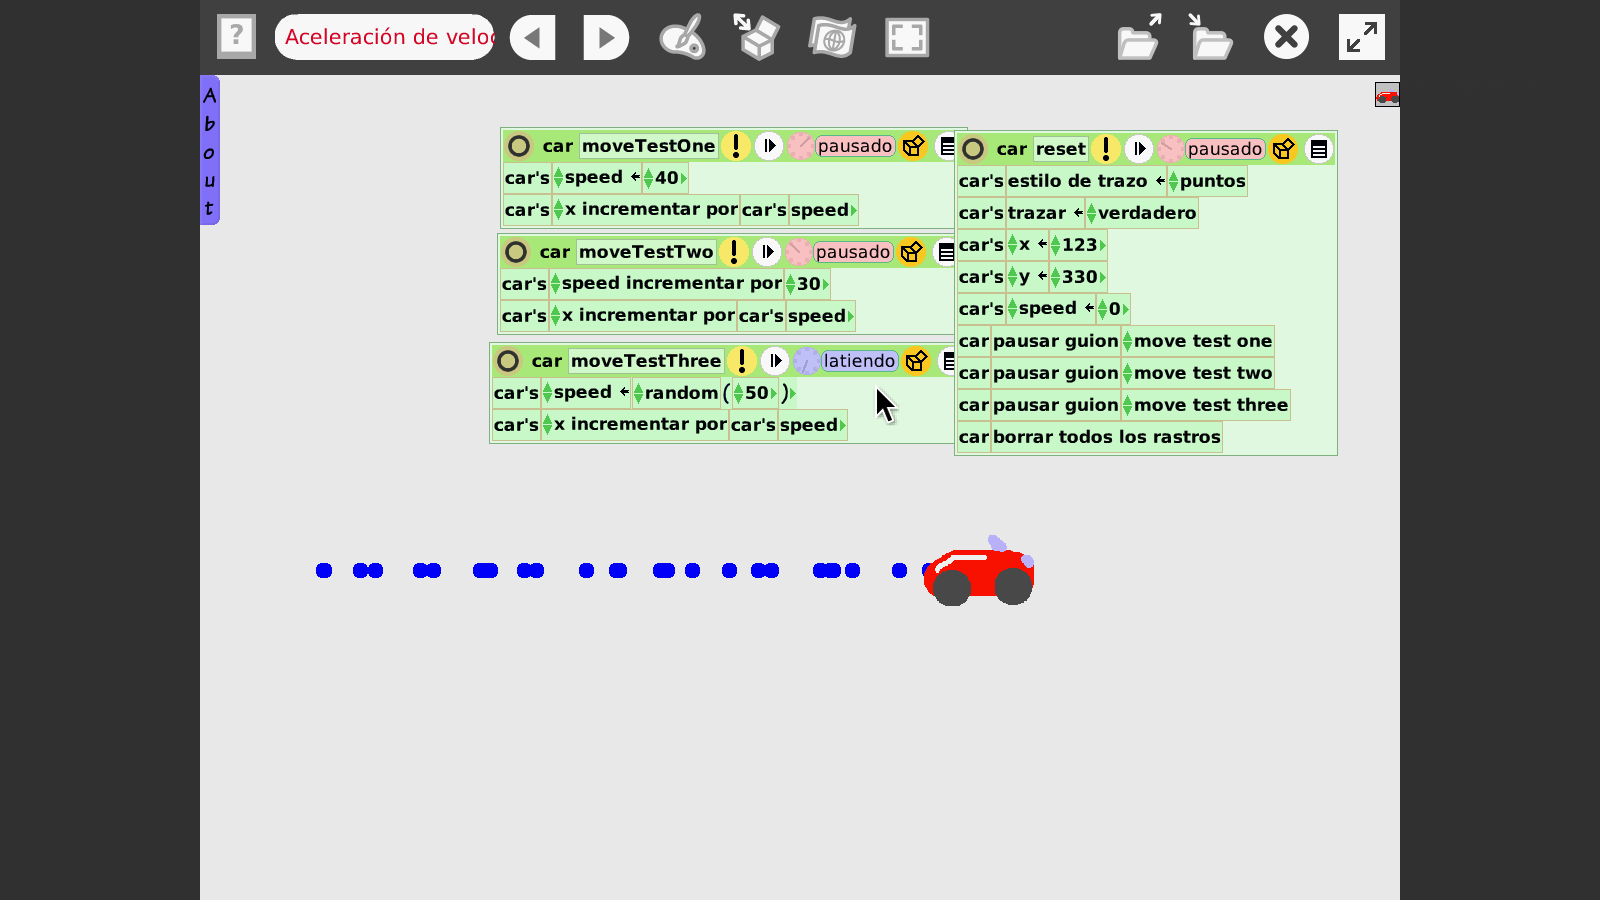 ?
Aceleración de veloc
About
car moveTestOne ! pausado
car's speed ← 40
car's x incrementar por car's speed
car moveTestTwo ! pausado
car's speed incrementar por 30
car's x incrementar por car's speed
car moveTestThree ! latiendo
car's speed ← random ( 50 )
car's x incrementar por car's speed
car reset ! pausado
car's estilo de trazo ← puntos
car's trazar ← verdadero
car's x ← 123
car's y ← 330
car's speed ← 0
car pausar guion move test one
car pausar guion move test two
car pausar guion move test three
car borrar todos los rastros